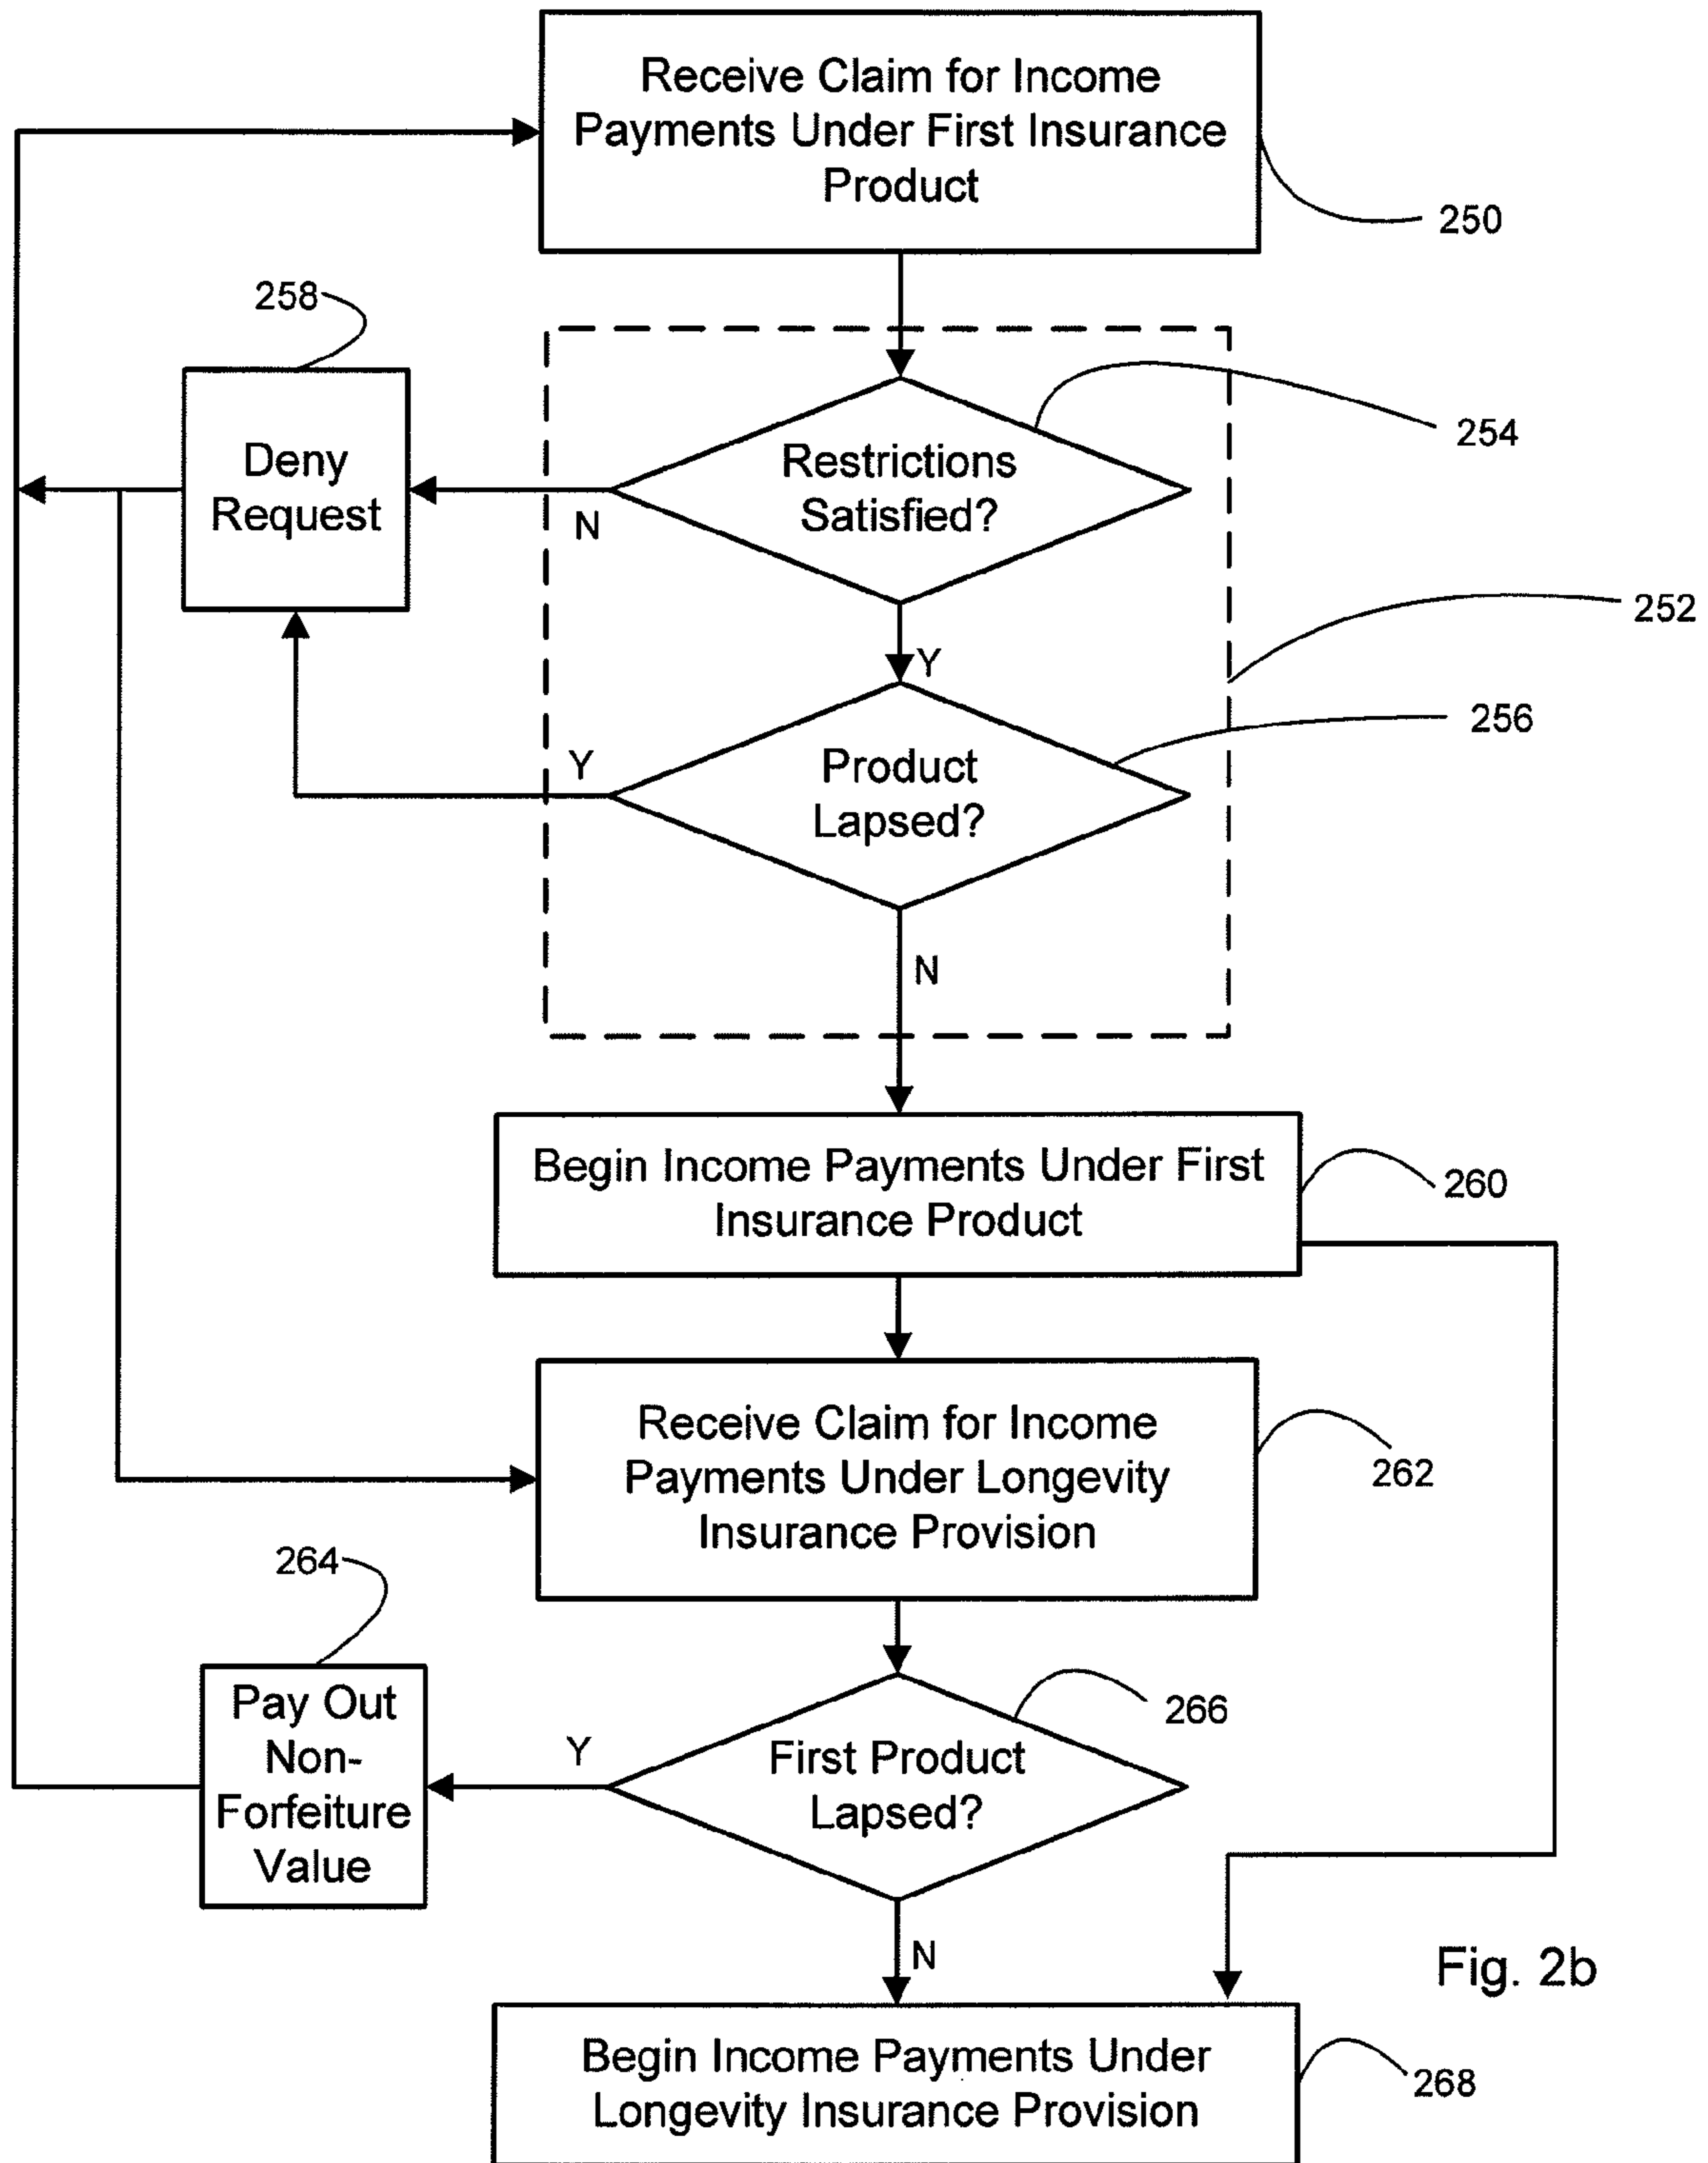 Receive Claim for Income
Payments Under First Insurance
Product
250
258
254
Deny
Request
Restrictions
Satisfied?
N
252
Y
256
Product
Lapsed?
Y
N
Begin Income Payments Under First
Insurance Product
260
Receive Claim for Income
Payments Under Longevity
Insurance Provision
262
264
Pay Out
Non-
Forfeiture
Value
266
Y
First Product
Lapsed?
N
Fig. 2b
Begin Income Payments Under
Longevity Insurance Provision
268